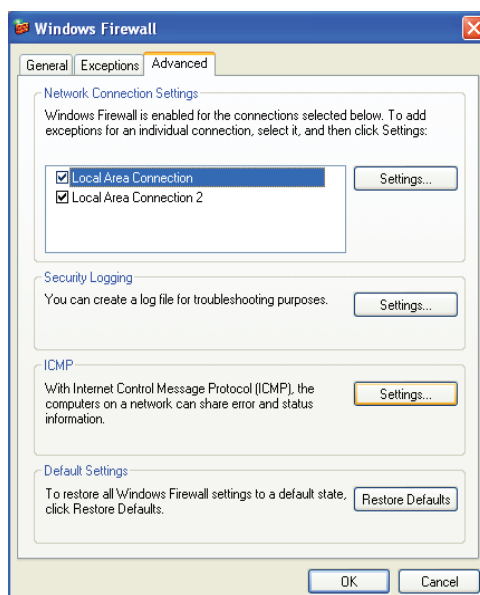 Windows Firewall
General Exceptions Advanced
Network Connection Settings
Windows Firewall is enabled for the connections selected below. To add
exceptions for an individual connection, select it, and then click Settings:
Local Area Connection
Settings...
Local Area Connection 2
Security Logging
You can create a log file for troubleshooting purposes.
Settings...
ICMP
With Internet Control Message Protocol (ICMP), the
computers on a network can share error and status
information.
Settings...
Default Settings
To restore all Windows Firewall settings to a default state,
click Restore Defaults.
Restore Defaults
OK Cancel